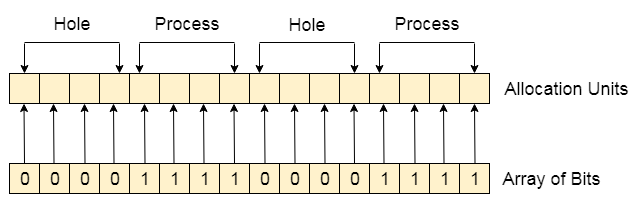 Hole Process Hole Process
Allocation Units
0 0 0 0 1 1 1 1 0 0 0 0 1 1 1 1 Array of Bits